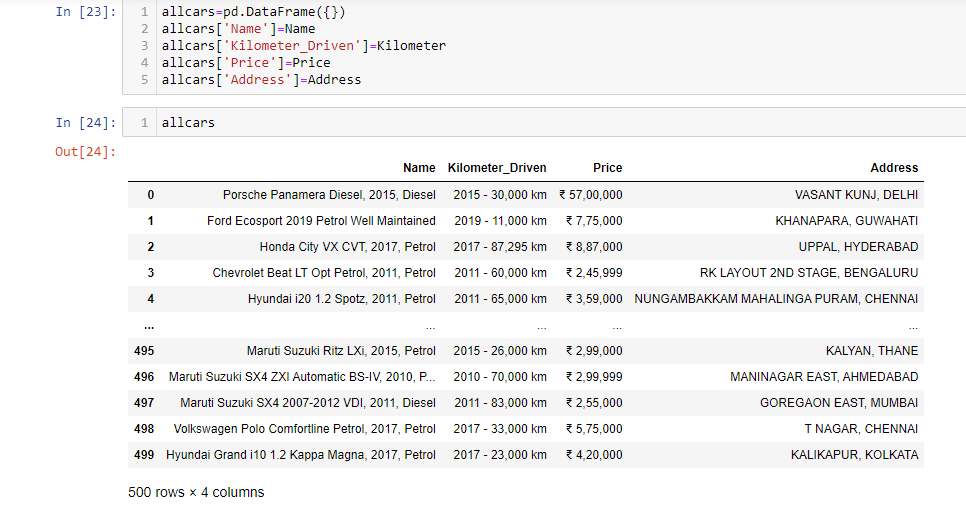 In [23]: 1 allcars=pd.DataFrame({})
2 allcars['Name']=Name
3 allcars['Kilometer_Driven']=Kilometer
4 allcars['Price']=Price
5 allcars['Address']=Address
In [24]: 1 allcars
Out[24]:
Name Kilometer_Driven Price Address
0 Porsche Panamera Diesel, 2015, Diesel 2015 - 30,000 km ₹ 57,00,000 VASANT KUNJ, DELHI
1 Ford Ecosport 2019 Petrol Well Maintained 2019 - 11,000 km ₹ 7,75,000 KHANAPARA, GUWAHATI
2 Honda City VX CVT, 2017, Petrol 2017 - 87,295 km ₹ 8,87,000 UPPAL, HYDERABAD
3 Chevrolet Beat LT Opt Petrol, 2011, Petrol 2011 - 60,000 km ₹ 2,45,999 RK LAYOUT 2ND STAGE, BENGALURU
4 Hyundai i20 1.2 Spotz, 2011, Petrol 2011 - 65,000 km ₹ 3,59,000 NUNGAMBAKKAM MAHALINGA PURAM, CHENNAI
... ... ... ... ...
495 Maruti Suzuki Ritz LXi, 2015, Petrol 2015 - 26,000 km ₹ 2,99,000 KALYAN, THANE
496 Maruti Suzuki SX4 ZXI Automatic BS-IV, 2010, P... 2010 - 70,000 km ₹ 2,99,999 MANINAGAR EAST, AHMEDABAD
497 Maruti Suzuki SX4 2007-2012 VDI, 2011, Diesel 2011 - 83,000 km ₹ 2,55,000 GOREGAON EAST, MUMBAI
498 Volkswagen Polo Comfortline Petrol, 2017, Petrol 2017 - 33,000 km ₹ 5,75,000 T NAGAR, CHENNAI
499 Hyundai Grand i10 1.2 Kappa Magna, 2017, Petrol 2017 - 23,000 km ₹ 4,20,000 KALIKAPUR, KOLKATA
500 rows × 4 columns